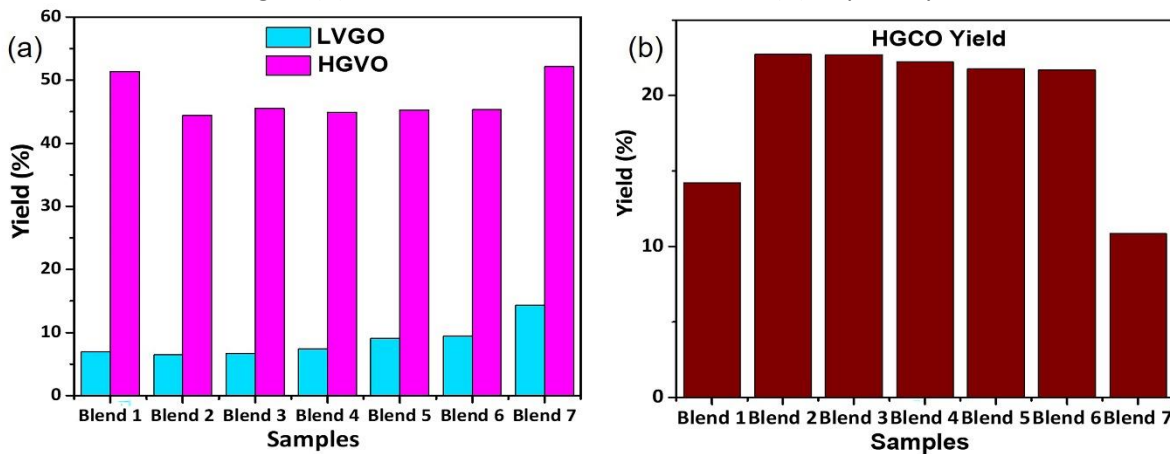 (a)
LVGO
HGVO
Yield (%)
60
50
40
30
20
10
0
Blend 1 Blend 2 Blend 3 Blend 4 Blend 5 Blend 6 Blend 7
Samples
(b)
HGCO Yield
Yield (%)
20
10
0
Blend 1 Blend 2 Blend 3 Blend 4 Blend 5 Blend 6 Blend 7
Samples